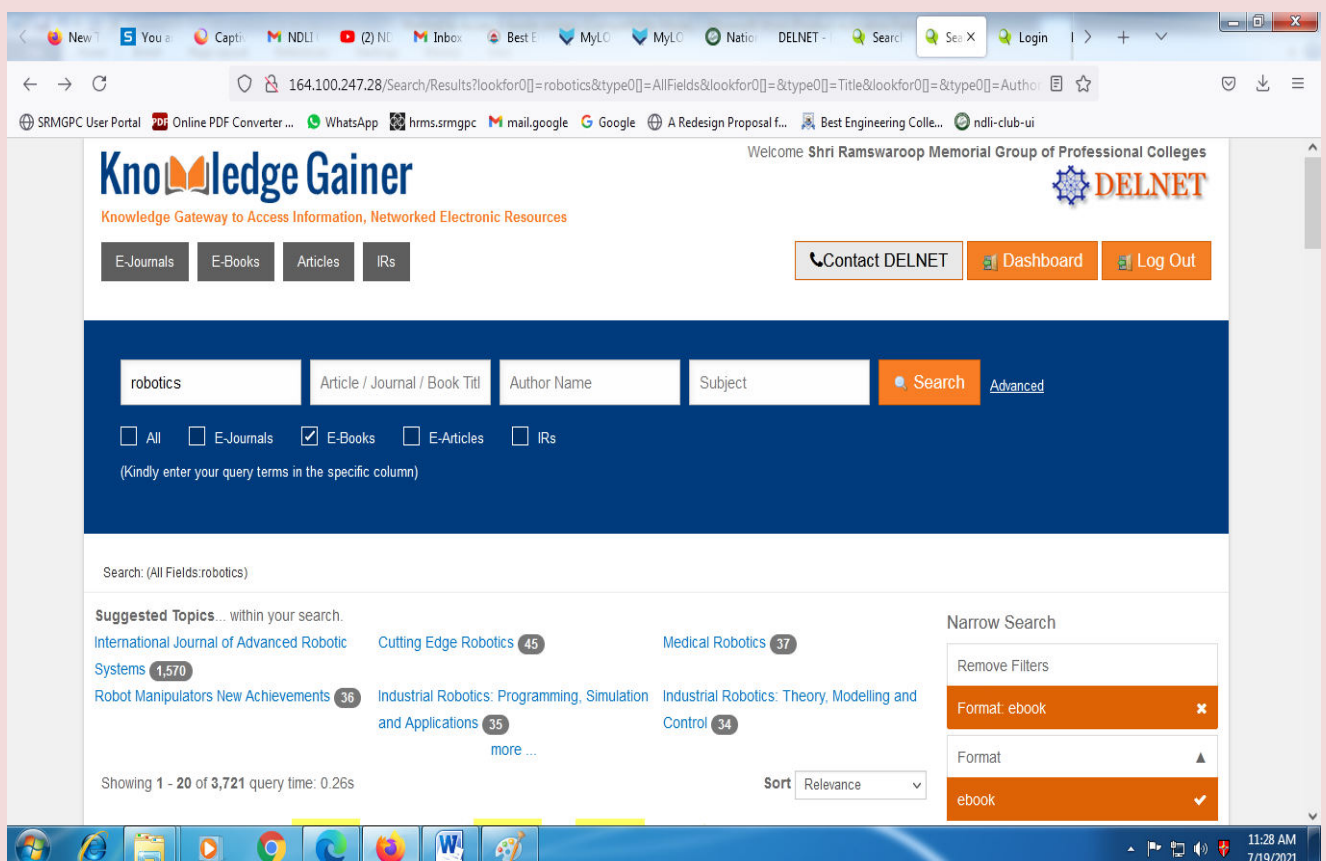 New T
You a
Captiv
NDLI
(2) ND
Inbox
Best E
MyLO
MyLO
Natio
DELNET -
Searc
Sea
Login
164.100.247.28/Search/Results?lookfor0[]=robotics&type0[]=AllFields&lookfor0[]=&type0[]=Title&lookfor0[]=&type0[]=Author
SRMGPC User Portal
Online PDF Converter ...
WhatsApp
hrms.srmgpc
mail.google
Google
A Redesign Proposal f...
Best Engineering Colle...
ndli-club-ui
Knowledge Gainer
Knowledge Gateway to Access Information, Networked Electronic Resources
Welcome Shri Ramswaroop Memorial Group of Professional Colleges
DELNET
E-Journals
E-Books
Articles
IRs
Contact DELNET
Dashboard
Log Out
robotics
Article / Journal / Book Titl
Author Name
Subject
Search
Advanced
All
E-Journals
E-Books
E-Articles
IRs
(Kindly enter your query terms in the specific column)
Search: (All Fields:robotics)
Suggested Topics... within your search.
International Journal of Advanced Robotic
Systems 1,570
Cutting Edge Robotics 45
Medical Robotics 37
Robot Manipulators New Achievements 36
Industrial Robotics: Programming, Simulation
and Applications 35
Industrial Robotics: Theory, Modelling and
Control 34
more ...
Showing 1 - 20 of 3,721 query time: 0.26s
Sort
Relevance
Narrow Search
Remove Filters
Format: ebook
Format
ebook
11:28 AM
7/19/2021